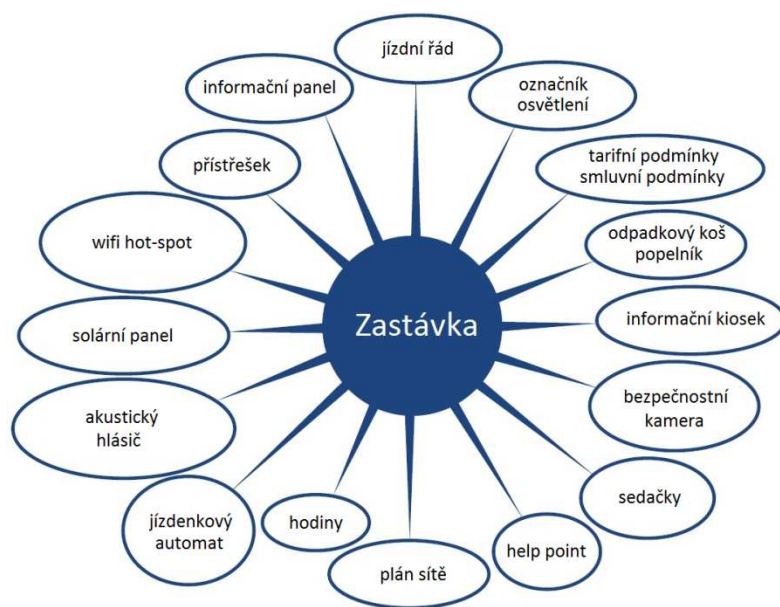 jízdní řád
informační panel
označník
osvětlení
přístřešek
tarifní podmínky
smluvní podmínky
wifi hot-spot
odpadkový koš
popelník
Zastávka
solární panel
informační kiosek
akustický
hlásič
bezpečnostní
kamera
jízdenkový
automat
hodiny
sedačky
plán sítě
help point